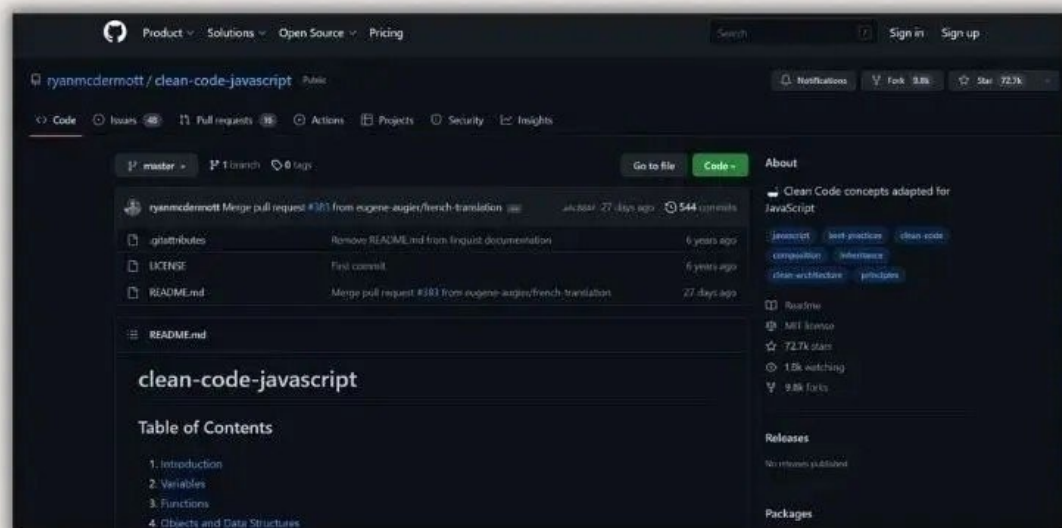 Product Solutions Open Source Pricing Search / Sign in Sign up
ryanmcdermott / clean-code-javascript Public Notifications Fork 9.8k Star 72.7k
Code Issues 48 Pull requests Actions Projects Security Insights
master 1 branch 0 tags Go to file Code
ryanmcdermott Merge pull request #383 from eugene-augier/french-translation ... 27 days ago 544 commits
.gitattributes Remove README.md from linguist documentation 6 years ago
LICENSE First commit 6 years ago
README.md Merge pull request #383 from eugene-augier/french-translation 27 days ago
README.md
clean-code-javascript
Table of Contents
1. Introduction
2. Variables
3. Functions
4. Objects and Data Structures
About
Clean Code concepts adapted for
JavaScript
javascript best-practices clean-code
composition inheritance
clean-architecture principles
Readme
MIT license
72.7k stars
1.8k watching
9.8k forks
Releases
No releases published
Packages